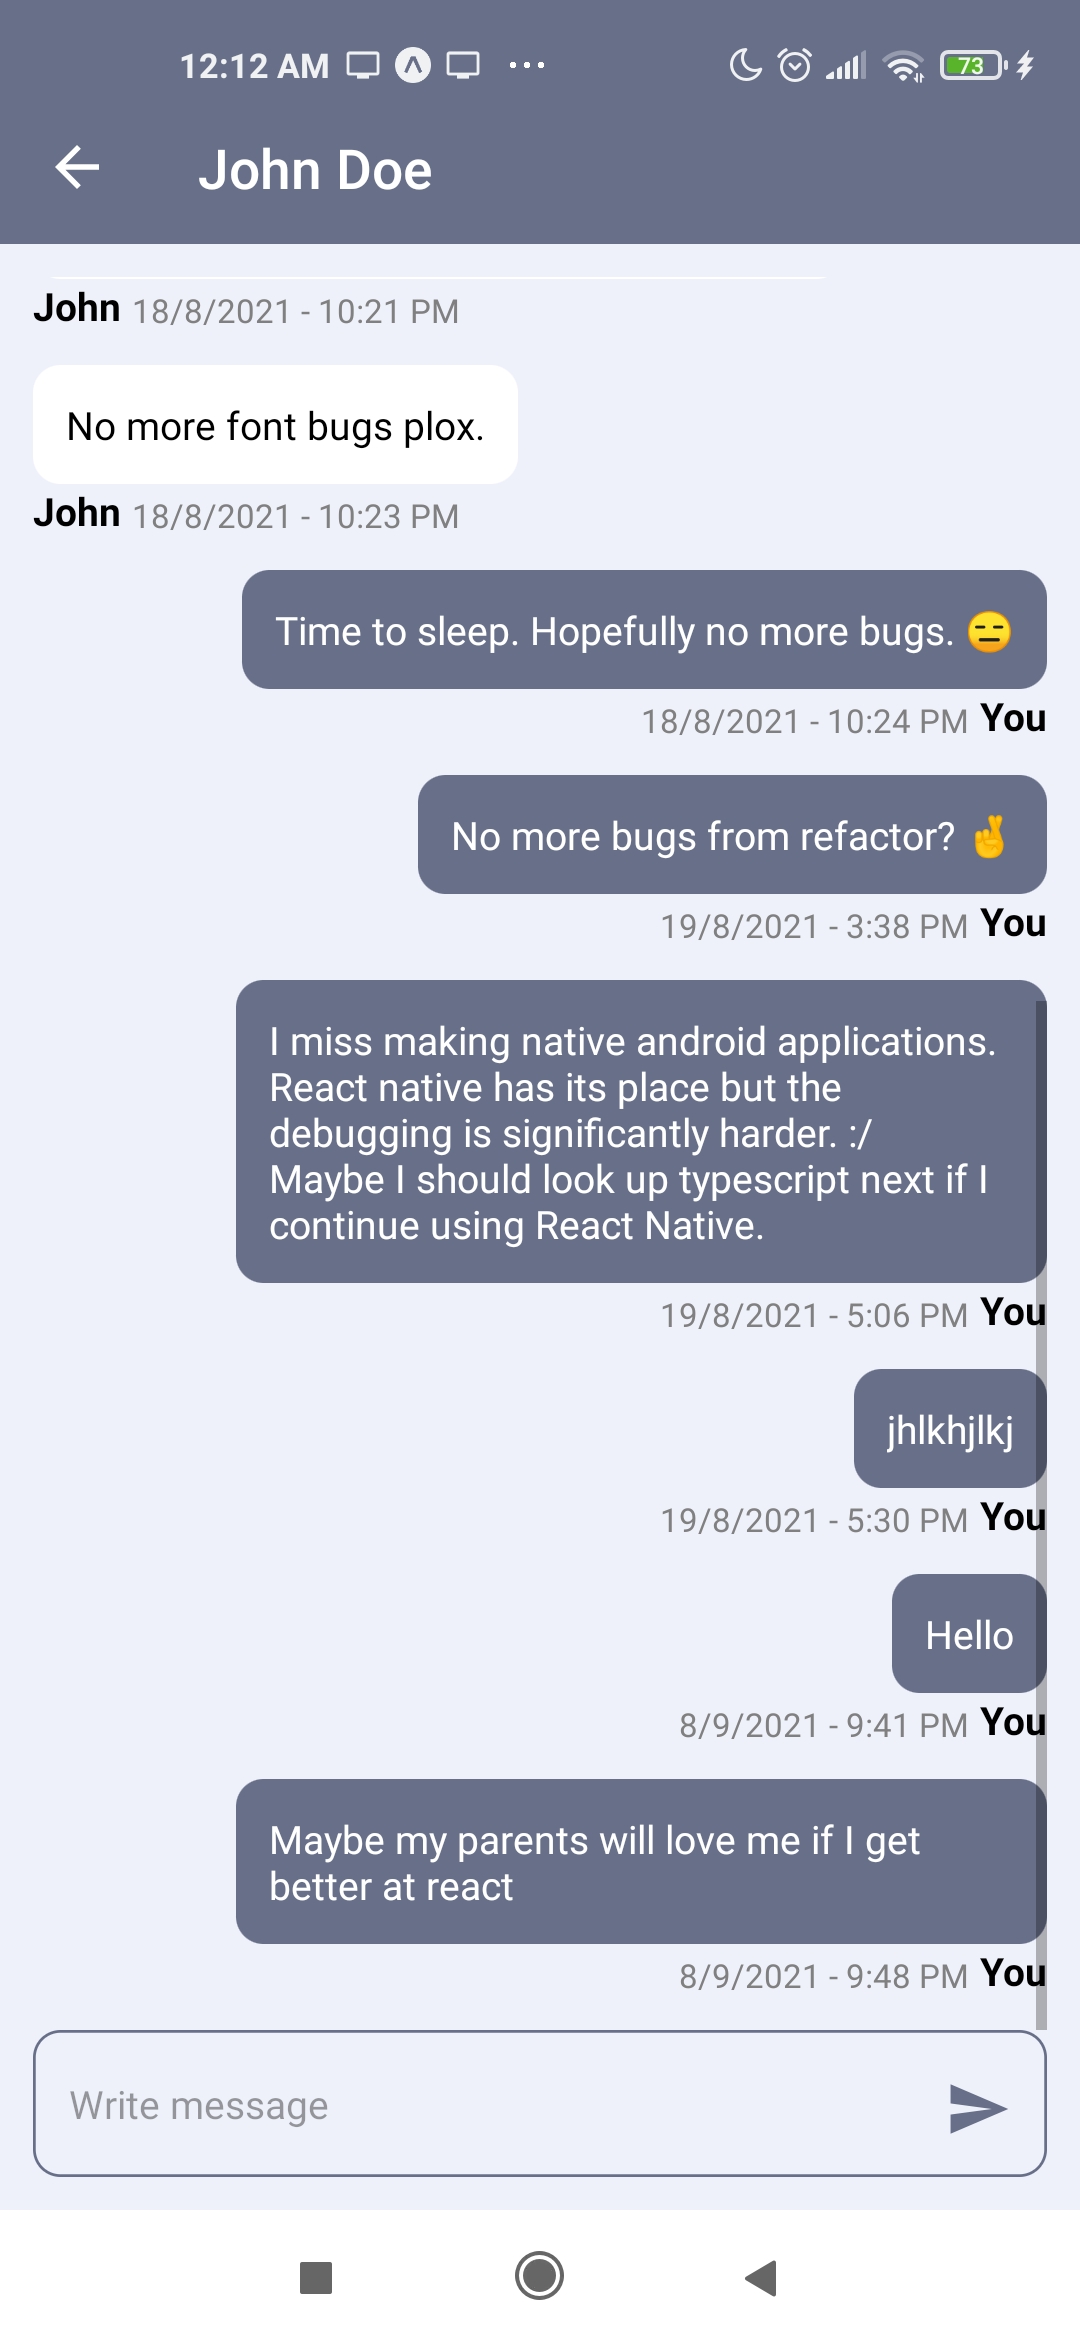 12:12 AM
73
John Doe
John 18/8/2021 - 10:21 PM
No more font bugs plox.
John 18/8/2021 - 10:23 PM
Time to sleep. Hopefully no more bugs. 😑
18/8/2021 - 10:24 PM You
No more bugs from refactor? 🤞
19/8/2021 - 3:38 PM You
I miss making native android applications.
React native has its place but the
debugging is significantly harder. :/
Maybe I should look up typescript next if I
continue using React Native.
19/8/2021 - 5:06 PM You
jhlkhjlkj
19/8/2021 - 5:30 PM You
Hello
8/9/2021 - 9:41 PM You
Maybe my parents will love me if I get
better at react
8/9/2021 - 9:48 PM You
Write message